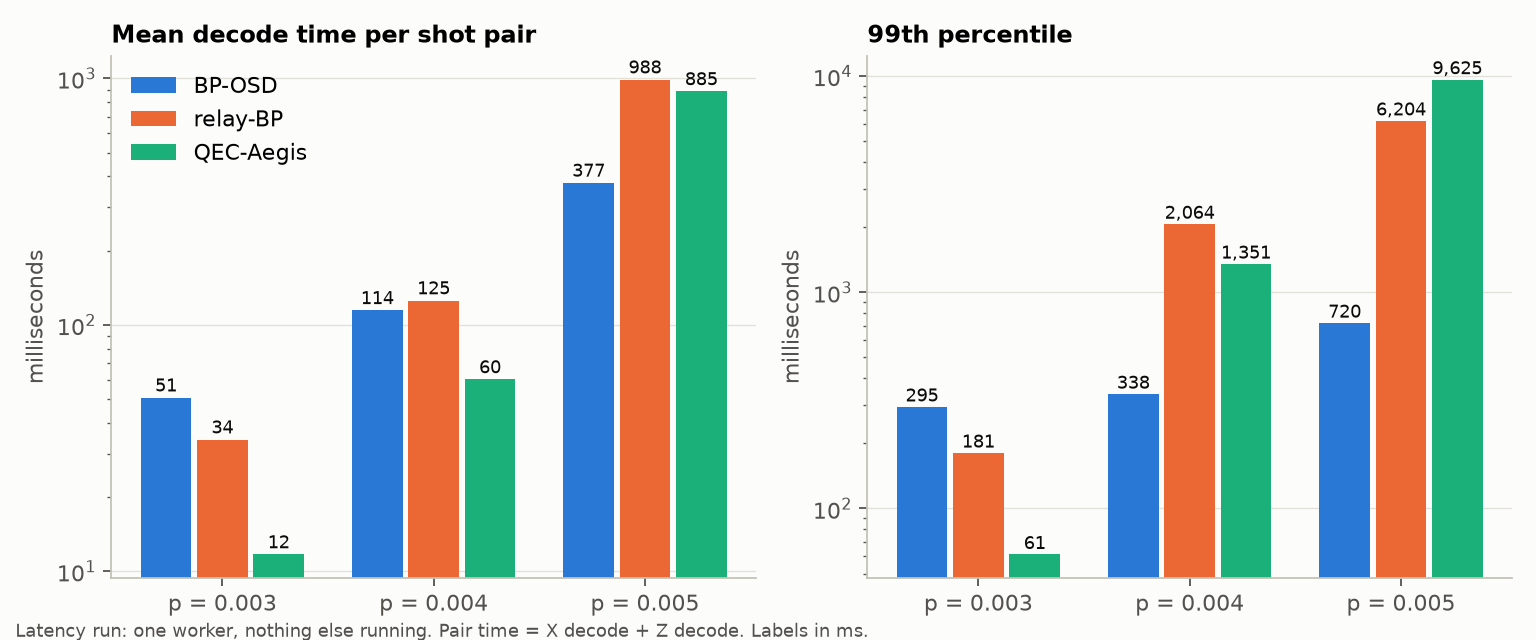 Mean decode time per shot pair
milliseconds
10³
10²
10¹
BP-OSD
relay-BP
QEC-Aegis
51
34
12
114
125
60
377
988
885
p = 0.003
p = 0.004
p = 0.005
99th percentile
milliseconds
10⁴
10³
10²
295
181
61
338
2,064
1,351
720
6,204
9,625
p = 0.003
p = 0.004
p = 0.005
Latency run: one worker, nothing else running. Pair time = X decode + Z decode. Labels in ms.